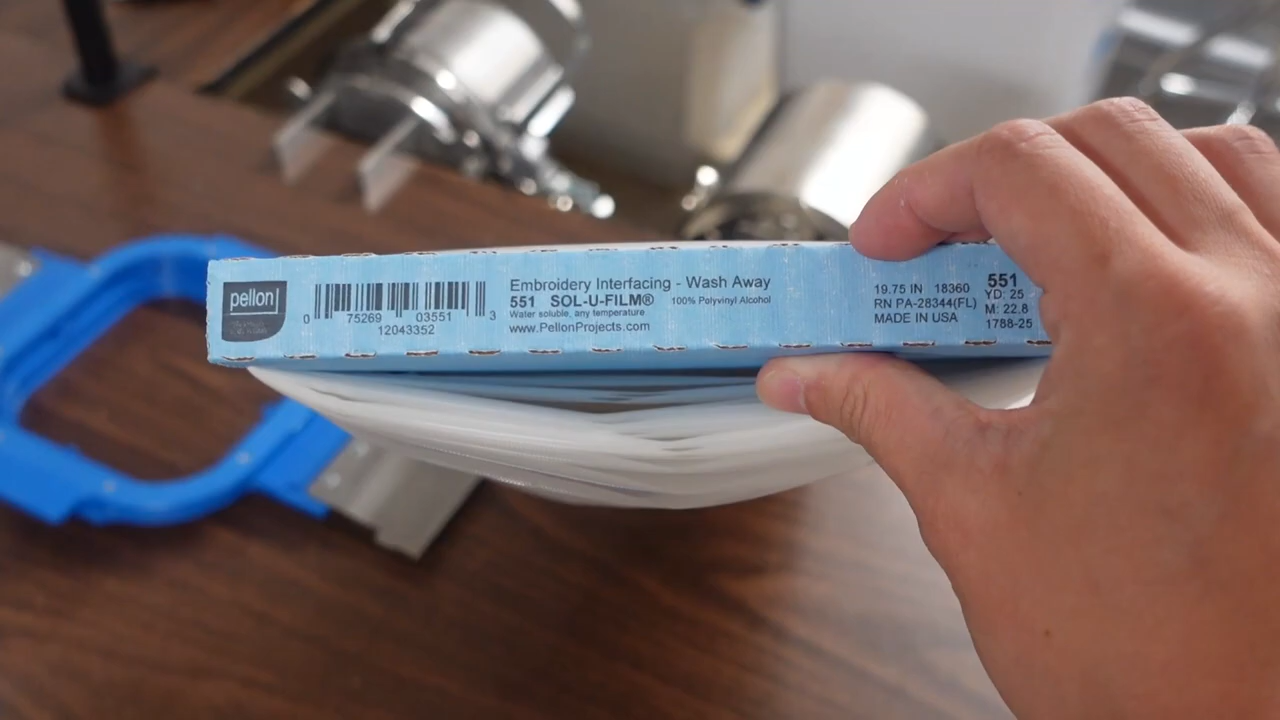 pellon
0 75269 03551 3
12043352
Embroidery Interfacing - Wash Away
551 SOL-U-FILM® 100% Polyvinyl Alcohol
Water soluble, any temperature
www.PellonProjects.com
19.75 IN 18360
RN PA-28344(FL)
MADE IN USA
551
YD: 25
M: 22.8
1788-25